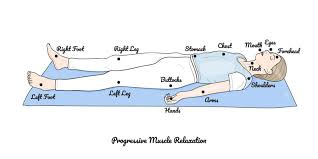 Mouth Eyes
Right Foot Right Leg Stomach Chest Forehead
Neck
Buttocks Shoulders
Left Foot Left Leg Arms
Hands
Progressive Muscle Relaxation